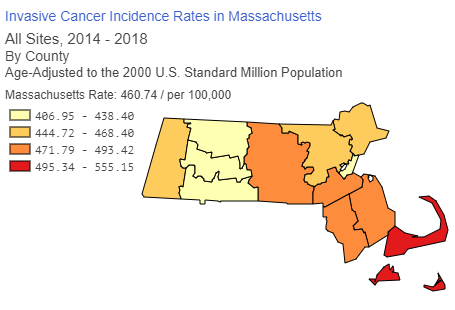 Invasive Cancer Incidence Rates in Massachusetts
All Sites, 2014 - 2018
By County
Age-Adjusted to the 2000 U.S. Standard Million Population
Massachusetts Rate: 460.74 / per 100,000
406.95 - 438.40
444.72 - 468.40
471.79 - 493.42
495.34 - 555.15